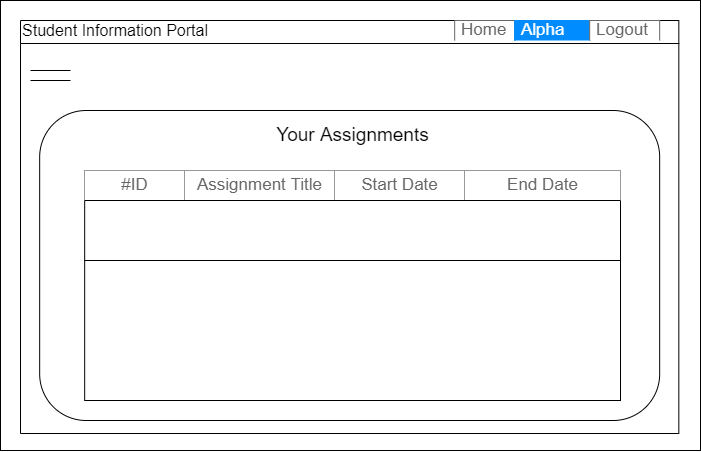 Student Information Portal Home Alpha Logout
Your Assignments
#ID Assignment Title Start Date End Date